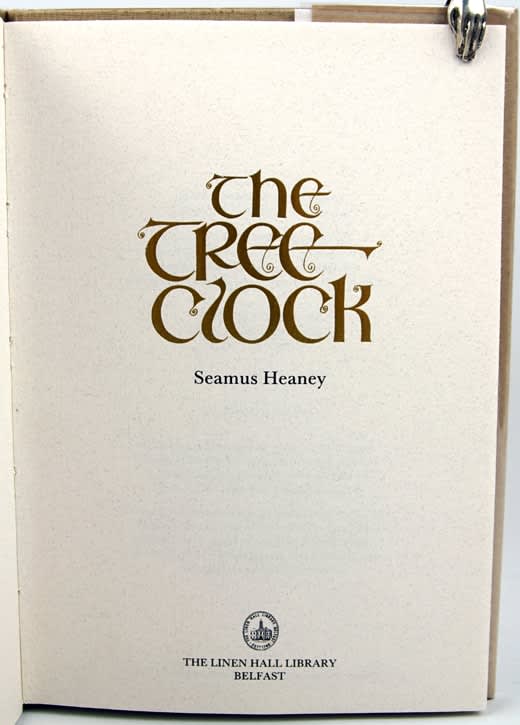 The
TREE
CLOCK
Seamus Heaney
THE LINEN HALL LIBRARY
BELFAST